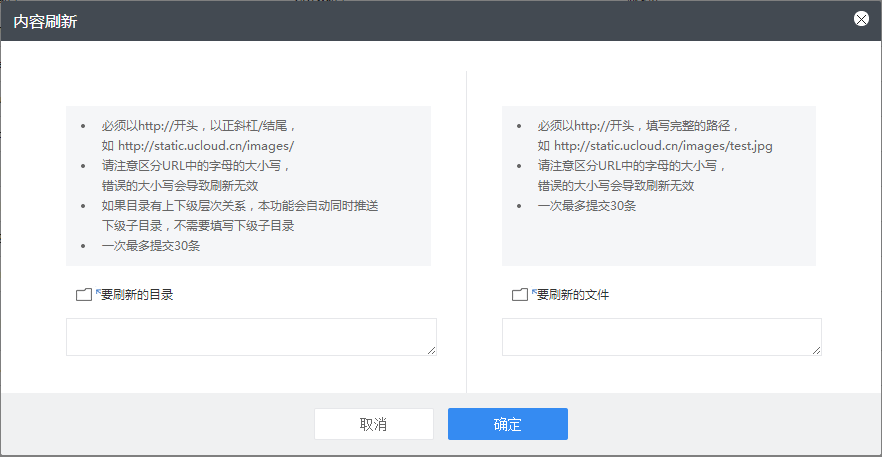 内容刷新
必须以http://开头，以正斜杠/结尾，
如 http://static.ucloud.cn/images/
请注意区分URL中的字母的大小写，
错误的大小写会导致刷新无效
如果目录有上下级层次关系，本功能会自动同时推送
下级子目录，不需要填写下级子目录
一次最多提交30条
要刷新的目录
必须以http://开头，填写完整的路径，
如 http://static.ucloud.cn/images/test.jpg
请注意区分URL中的字母的大小写，
错误的大小写会导致刷新无效
一次最多提交30条
要刷新的文件
取消
确定